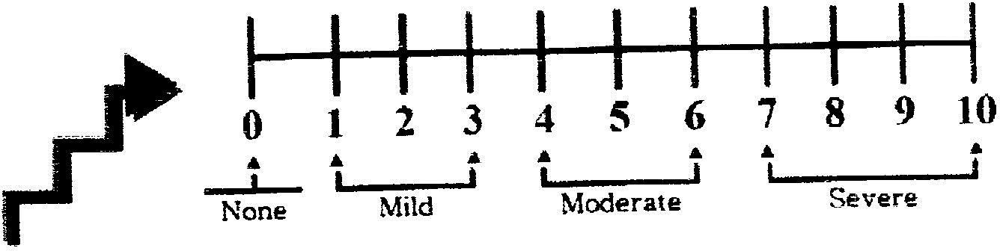 0 1 2 3 4 5 6 7 8 9 10
None Mild Moderate Severe